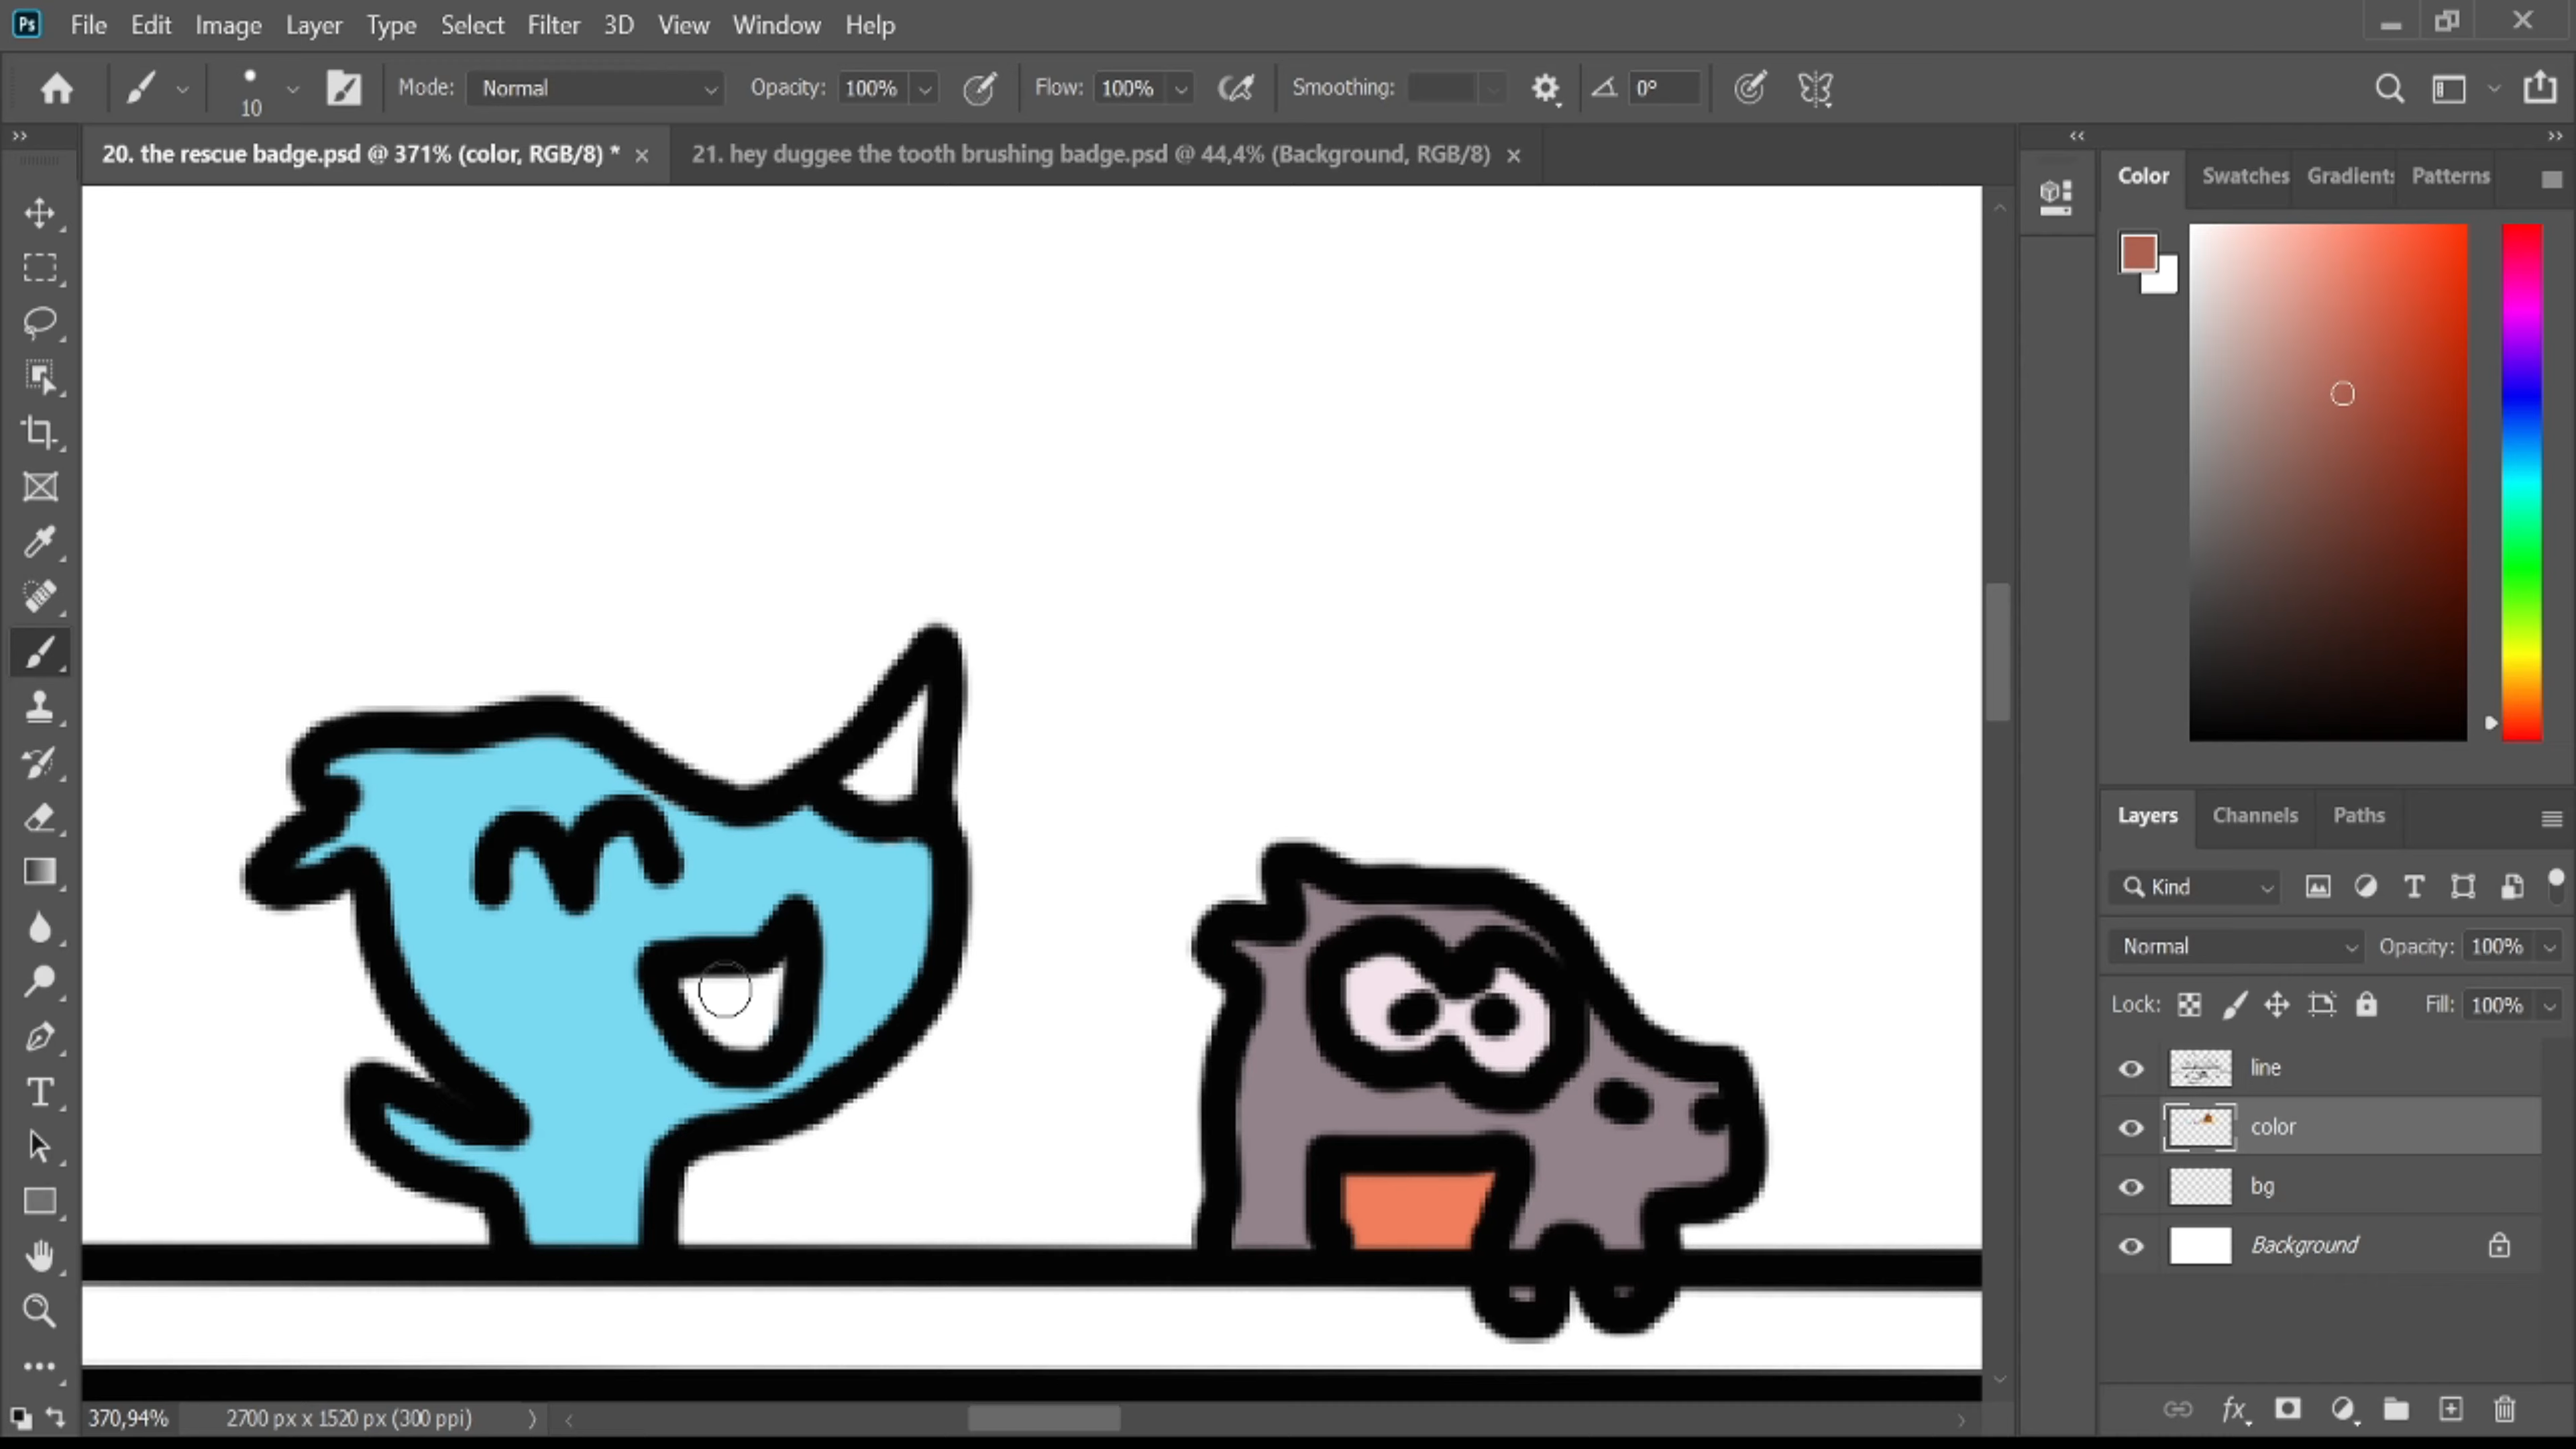 Ps File Edit Image Layer Type Select Filter 3D View Window Help
10 Mode: Normal Opacity: 100% Flow: 100% Smoothing: 0°
20. the rescue badge.psd @ 371% (color, RGB/8) * × 21. hey duggee the tooth brushing badge.psd @ 44,4% (Background, RGB/8) ×
Color Swatches Gradients Patterns
Layers Channels Paths
Kind
Normal Opacity: 100%
Lock: Fill: 100%
line
color
bg
Background
fx
370,94% 2700 px x 1520 px (300 ppi)